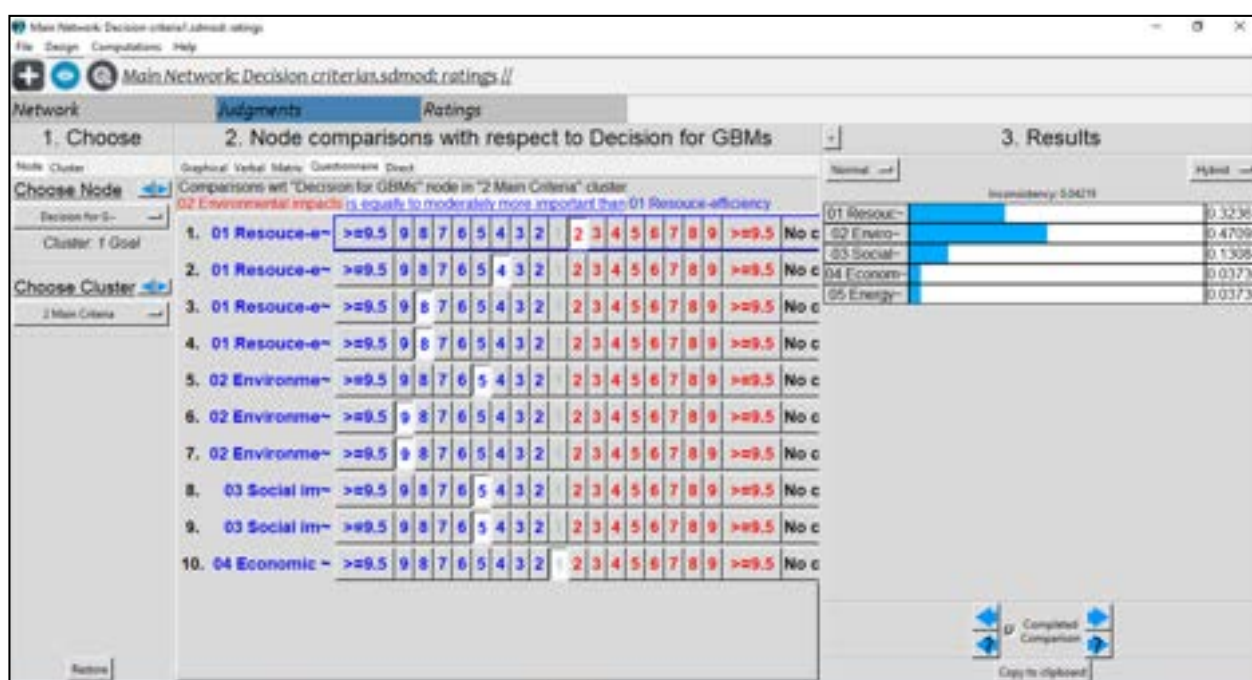 Main Network: Decision criteria1.sdmod: ratings
File Design Computations Help
Main Network: Decision criterias.sdmod: ratings //
Network Judgments Ratings
1. Choose
Node Cluster
Choose Node
Decision for G~
Cluster: 1 Goal
Choose Cluster
2 Main Criteria
Restore
2. Node comparisons with respect to Decision for GBMs
Graphical Verbal Matrix Questionnaire Direct
Comparisons wrt "Decision for GBMs" node in "2 Main Criteria" cluster
02 Environmental impacts is equally to moderately more important than 01 Resouce-efficiency
1. 01 Resouce-e~ >=9.5 9 8 7 6 5 4 3 2 1 2 3 4 5 6 7 8 9 >=9.5 No c
2. 01 Resouce-e~ >=9.5 9 8 7 6 5 4 3 2 1 2 3 4 5 6 7 8 9 >=9.5 No c
3. 01 Resouce-e~ >=9.5 9 8 7 6 5 4 3 2 1 2 3 4 5 6 7 8 9 >=9.5 No c
4. 01 Resouce-e~ >=9.5 9 8 7 6 5 4 3 2 1 2 3 4 5 6 7 8 9 >=9.5 No c
5. 02 Environme~ >=9.5 9 8 7 6 5 4 3 2 1 2 3 4 5 6 7 8 9 >=9.5 No c
6. 02 Environme~ >=9.5 9 8 7 6 5 4 3 2 1 2 3 4 5 6 7 8 9 >=9.5 No c
7. 02 Environme~ >=9.5 9 8 7 6 5 4 3 2 1 2 3 4 5 6 7 8 9 >=9.5 No c
8. 03 Social im~ >=9.5 9 8 7 6 5 4 3 2 1 2 3 4 5 6 7 8 9 >=9.5 No c
9. 03 Social im~ >=9.5 9 8 7 6 5 4 3 2 1 2 3 4 5 6 7 8 9 >=9.5 No c
10. 04 Economic ~ >=9.5 9 8 7 6 5 4 3 2 1 2 3 4 5 6 7 8 9 >=9.5 No c
3. Results
Normal Hybrid
Inconsistency: 0.04219
01 Resouc~ 0.3236
02 Enviro~ 0.4709
03 Social~ 0.1308
04 Econom~ 0.0373
05 Energy~ 0.0373
Completed
Comparison
Copy to clipboard